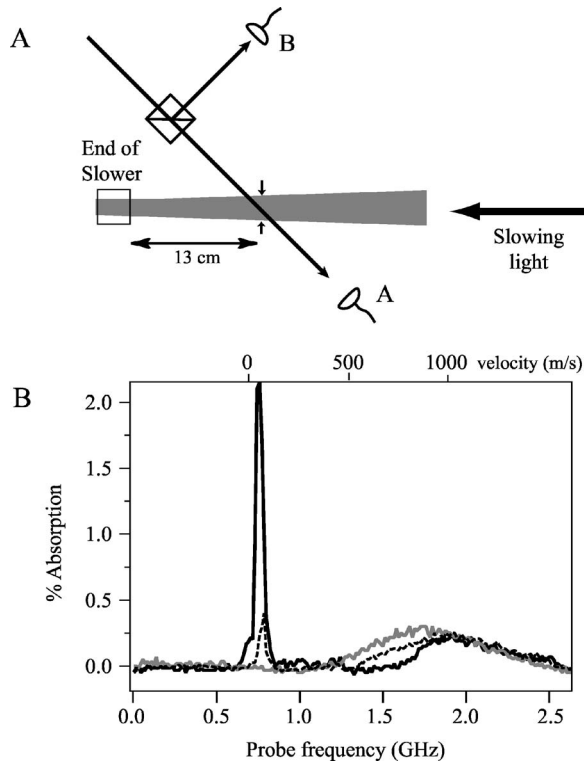 A
B
End of
Slower
13 cm
Slowing
light
A
B
0 500 1000 velocity (m/s)
2.0
1.5
1.0
0.5
0.0
% Absorption
0.0 0.5 1.0 1.5 2.0 2.5
Probe frequency (GHz)